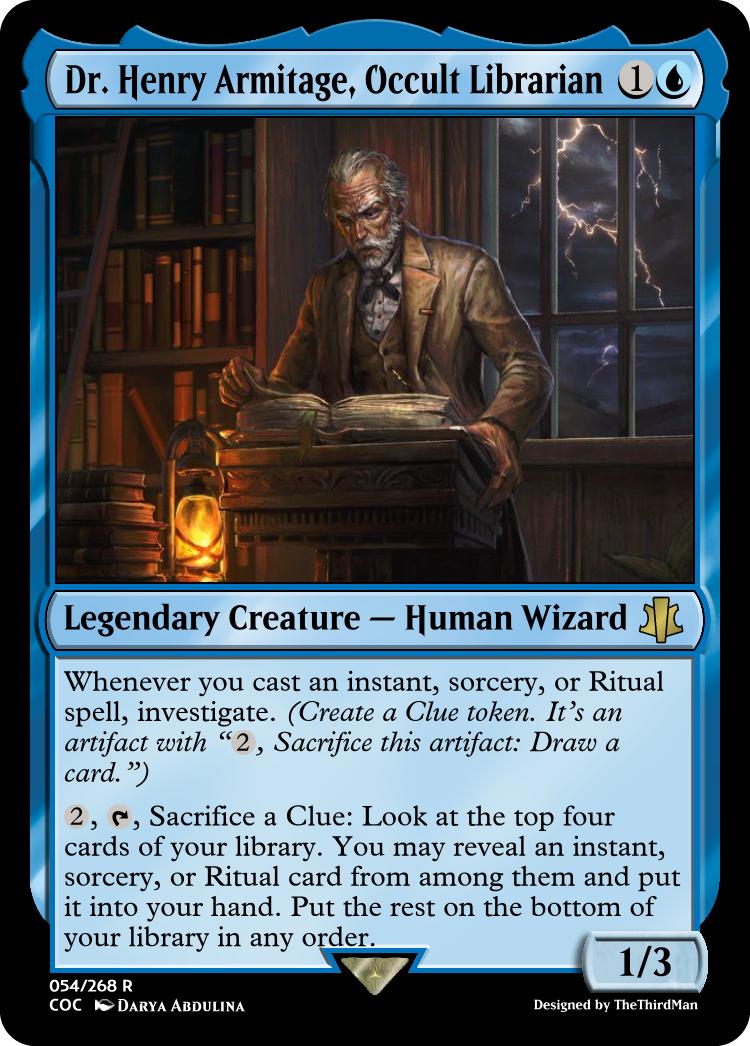 Dr. Henry Armitage, Occult Librarian 1
Legendary Creature — Human Wizard
Whenever you cast an instant, sorcery, or Ritual
spell, investigate. (Create a Clue token. It's an
artifact with “2, Sacrifice this artifact: Draw a
card.”)
2, , Sacrifice a Clue: Look at the top four
cards of your library. You may reveal an instant,
sorcery, or Ritual card from among them and put
it into your hand. Put the rest on the bottom of
your library in any order.
1/3
054/268 R
COC Darya Abdulina
Designed by TheThirdMan